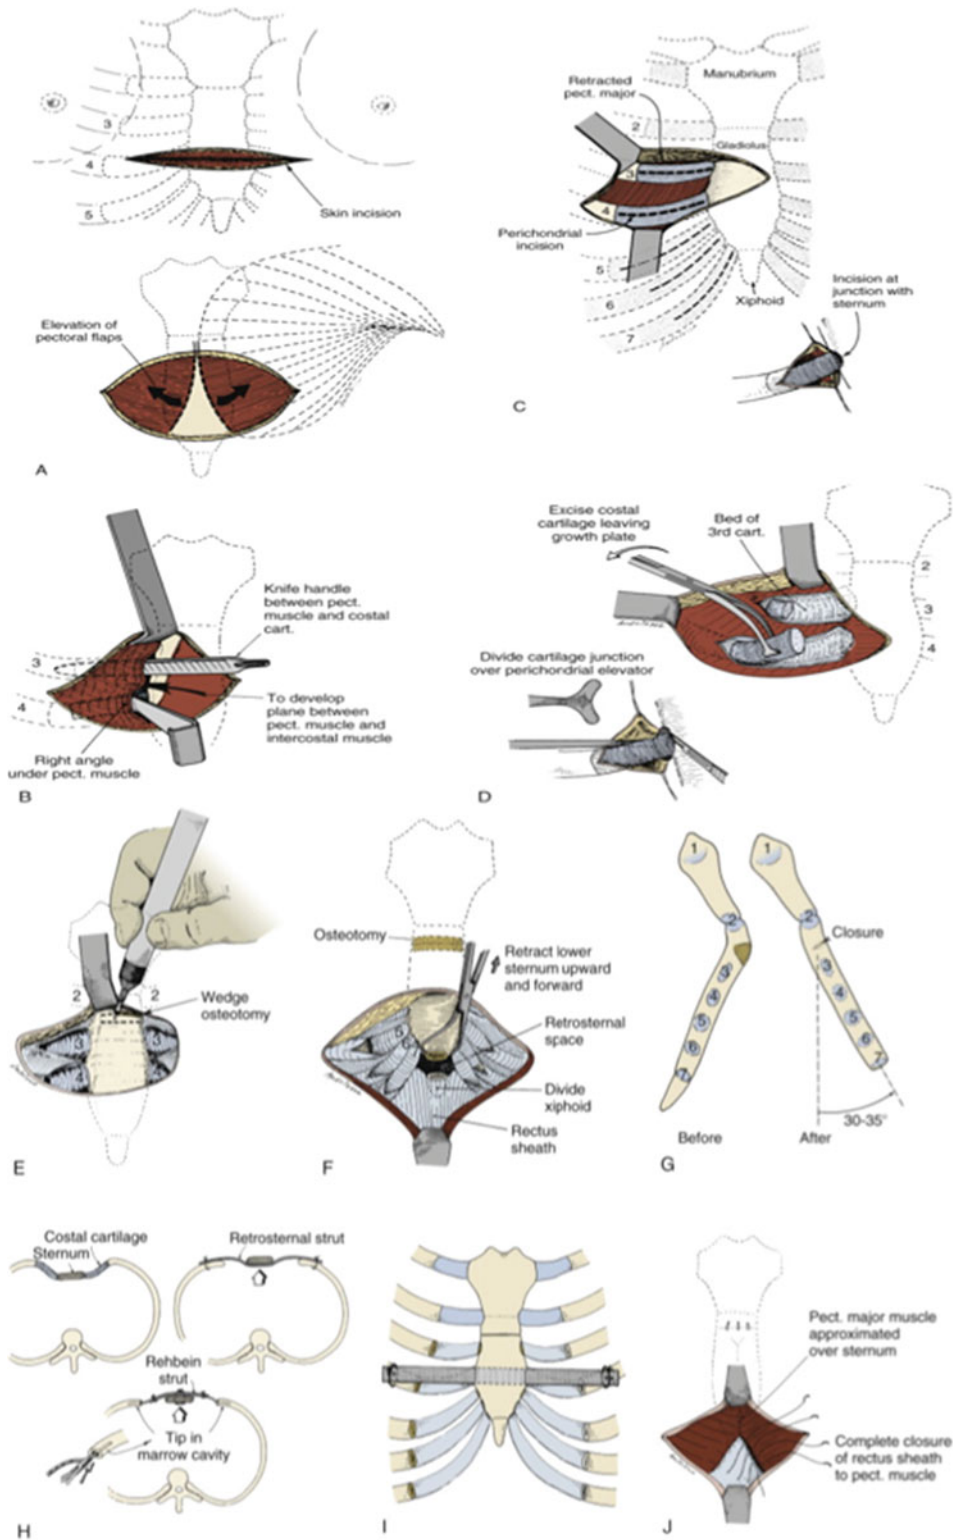 3
4
5
Skin incision
Elevation of
pectoral flaps
A
Retracted
pect. major
Manubrium
2
Gladiolus
3
4
Perichondrial
incision
5
6
7
Xiphoid
Incision at
junction with
sternum
C
3
4
Knife handle
between pect.
muscle and costal
cart.
To develop
plane between
pect. muscle and
intercostal muscle
Right angle
under pect. muscle
B
Excise costal
cartilage leaving
growth plate
Bed of
3rd cart.
2
3
4
Divide cartilage junction
over perichondrial elevator
D
2
2
Wedge
osteotomy
3
3
4
4
E
Osteotomy
Retract lower
sternum upward
and forward
5
6
Retrosternal
space
Divide
xiphoid
Rectus
sheath
F
1
2
3
4
5
6
7
Before
1
2
Closure
3
4
5
6
7
30-35°
After
G
Costal cartilage
Sternum
Retrosternal strut
Rehbein
strut
Tip in
marrow cavity
H
I
Pect. major muscle
approximated
over sternum
Complete closure
of rectus sheath
to pect. muscle
J